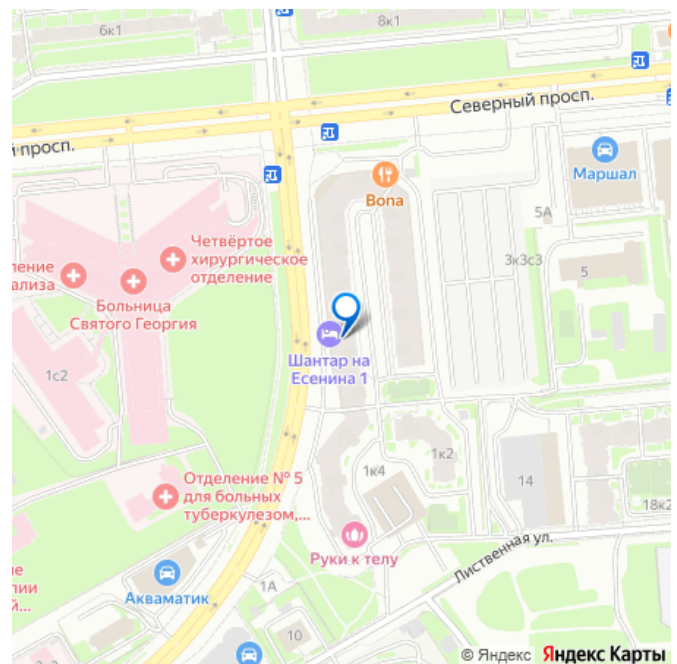 6к1
8к1
Северный просп.
й просп.
Маршал
Вопа
5А
Четвёртое
хирургическое
отделение
3к3с3
5
ление
ализа
Больница
Святого Георгия
Шантар на
Есенина 1
1с2
1к2
1к4
14
Отделение № 5
для больных
туберкулезом,...
18к2
Руки к телу
Лиственная ул.
е
пии
й...
Акваматик
1А
10
© Яндекс Яндекс Карты